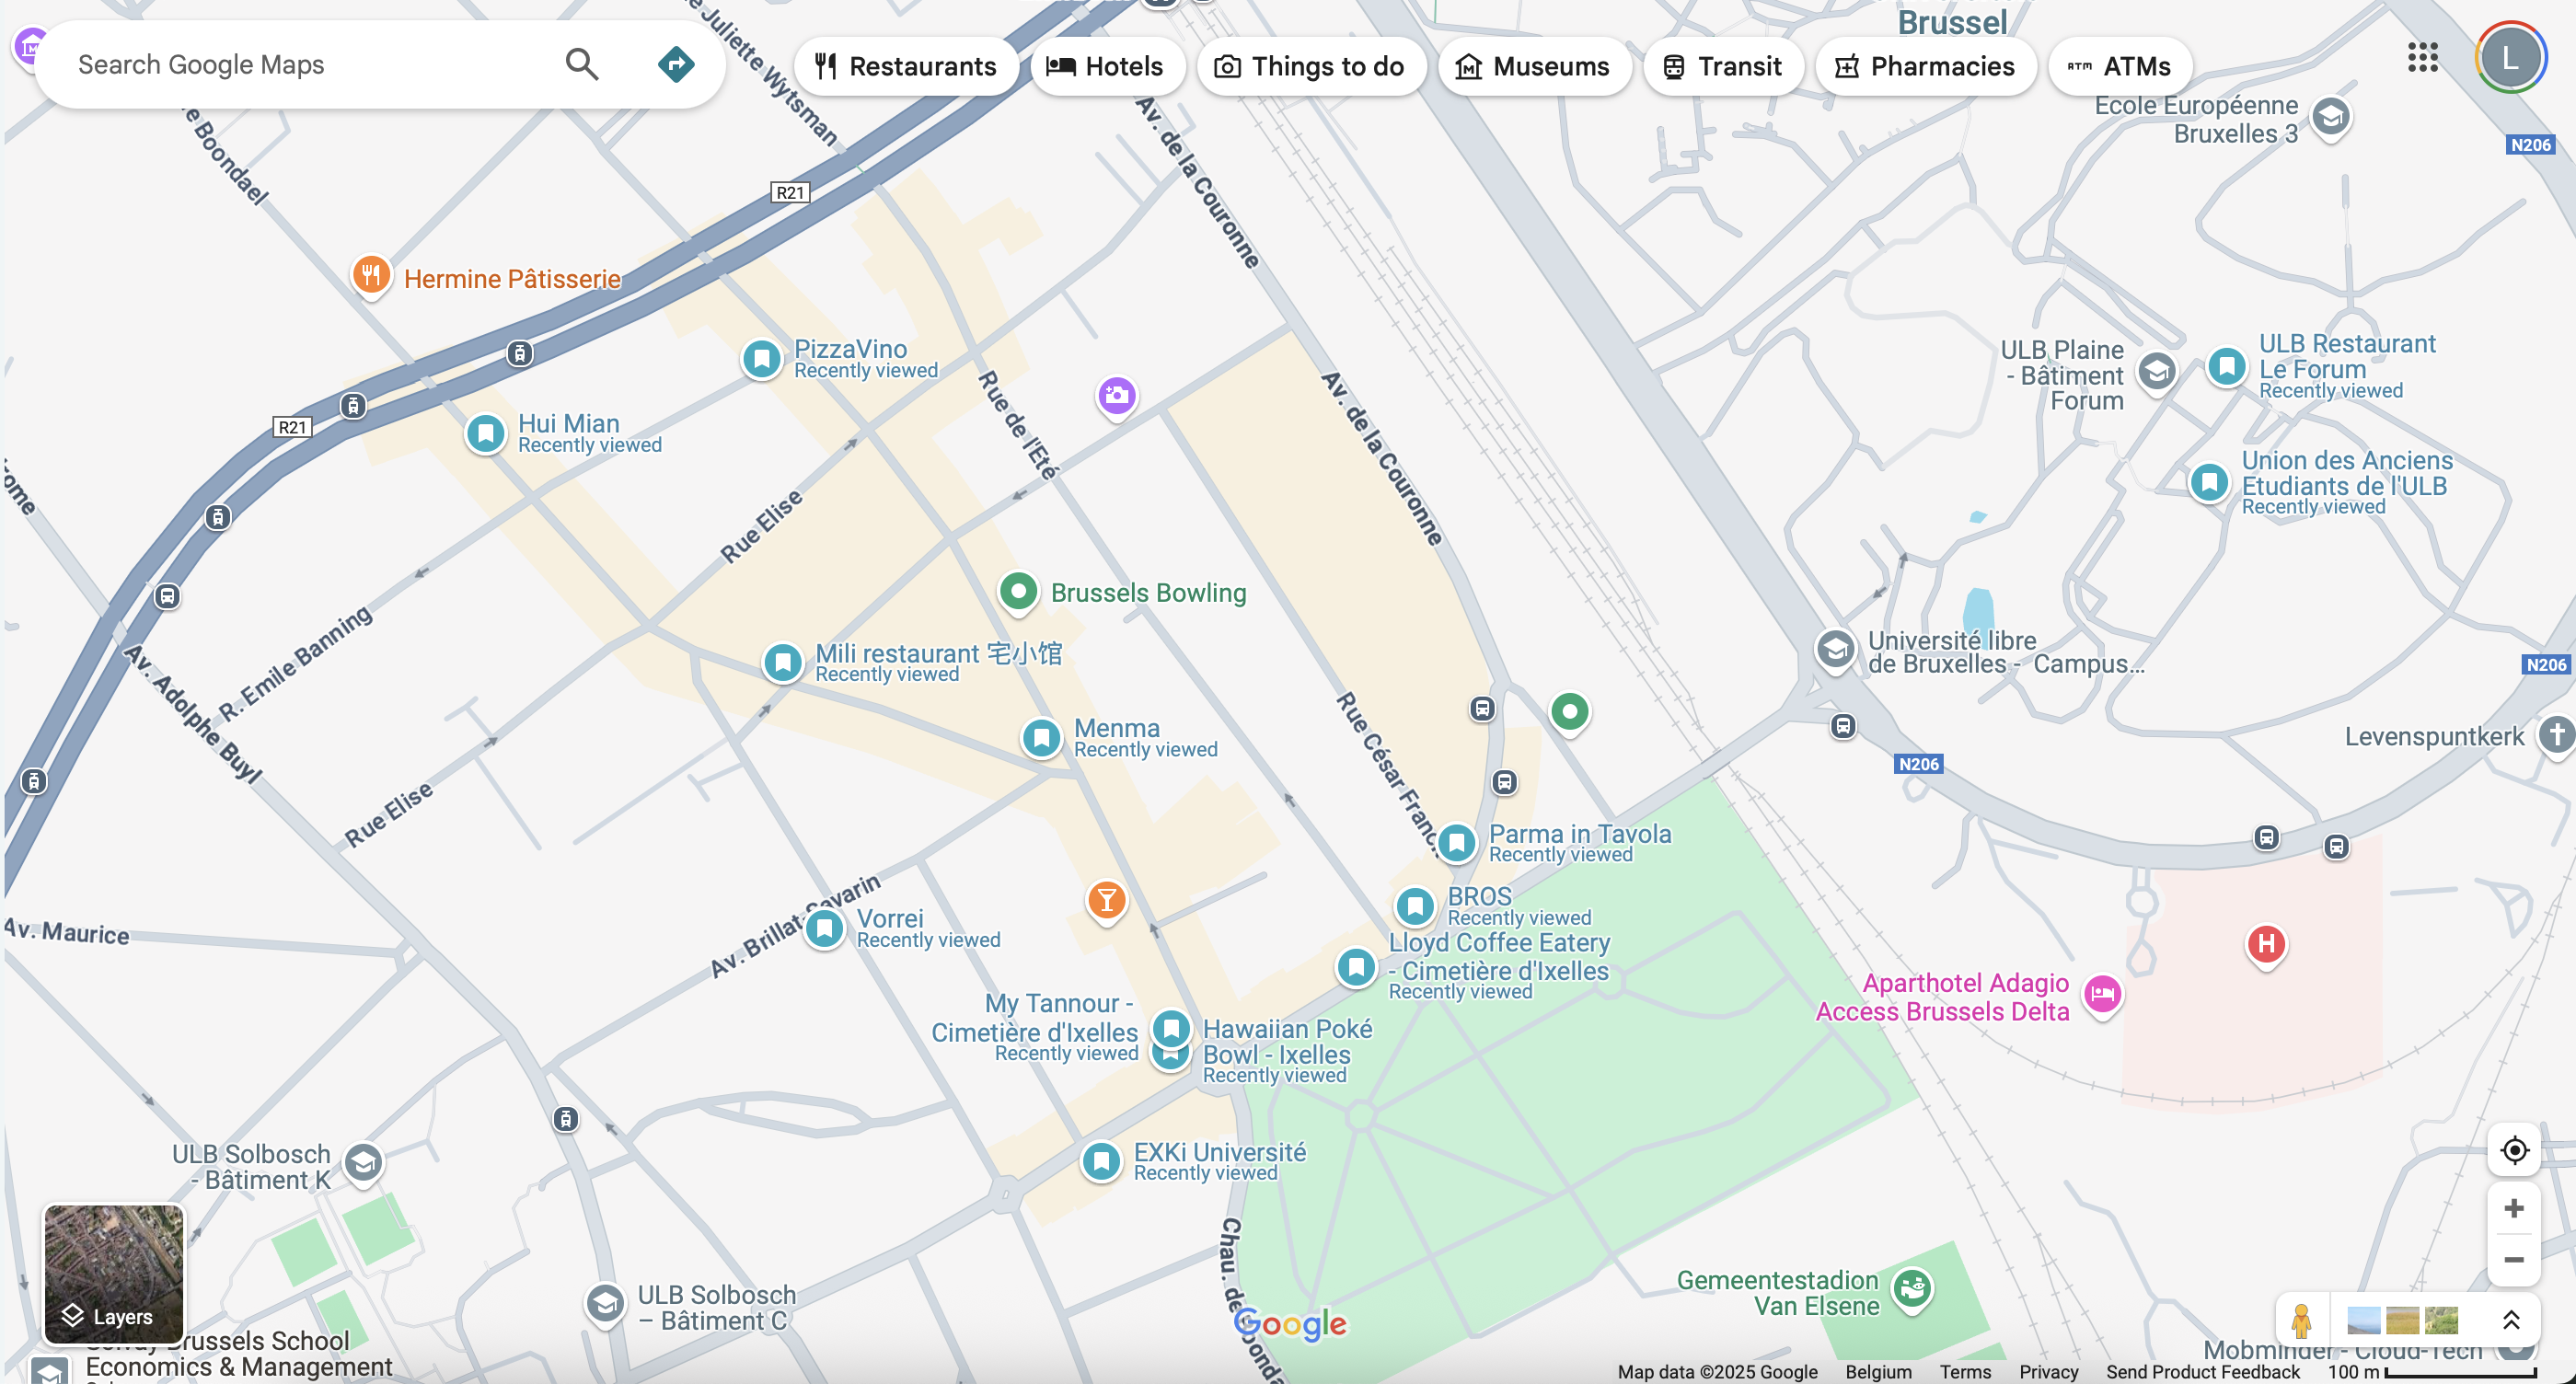 Search Google Maps
Restaurants
Hotels
Things to do
Museums
Transit
Pharmacies
ATM ATMs
L
Brussel
Juliette Wytsman
Boondael
Av. de la Couronne
R21
Ecole Européenne
Bruxelles 3
N206
Hermine Pâtisserie
PizzaVino
Recently viewed
ULB Plaine
- Bâtiment
Forum
ULB Restaurant
Le Forum
Recently viewed
Rue de l'Eté
Av. de la Couronne
R21
Hui Mian
Recently viewed
Union des Anciens
Etudiants de l'ULB
Recently viewed
Rue Elise
Brussels Bowling
R. Emile Banning
Av. Adolphe Buyl
Mili restaurant 宅小馆
Recently viewed
Université libre
de Bruxelles - Campus...
N206
Menma
Recently viewed
Rue César Franck
Levenspuntkerk
N206
Rue Elise
Parma in Tavola
Recently viewed
Av. Maurice
Av. Brillat-Savarin
Vorrei
Recently viewed
BROS
Recently viewed
Lloyd Coffee Eatery
- Cimetière d'Ixelles
Recently viewed
H
Aparthotel Adagio
Access Brussels Delta
My Tannour -
Cimetière d'Ixelles
Recently viewed
Hawaiian Poké
Bowl - Ixelles
Recently viewed
ULB Solbosch
- Bâtiment K
EXKi Université
Recently viewed
Chau. de
ULB Solbosch
– Bâtiment C
Gemeentestadion
Van Elsene
Layers
Google
Brussels School
Economics & Management
Mobminder - Cloud-Tech
Map data ©2025 Google
Belgium
Terms
Privacy
Send Product Feedback
100 m